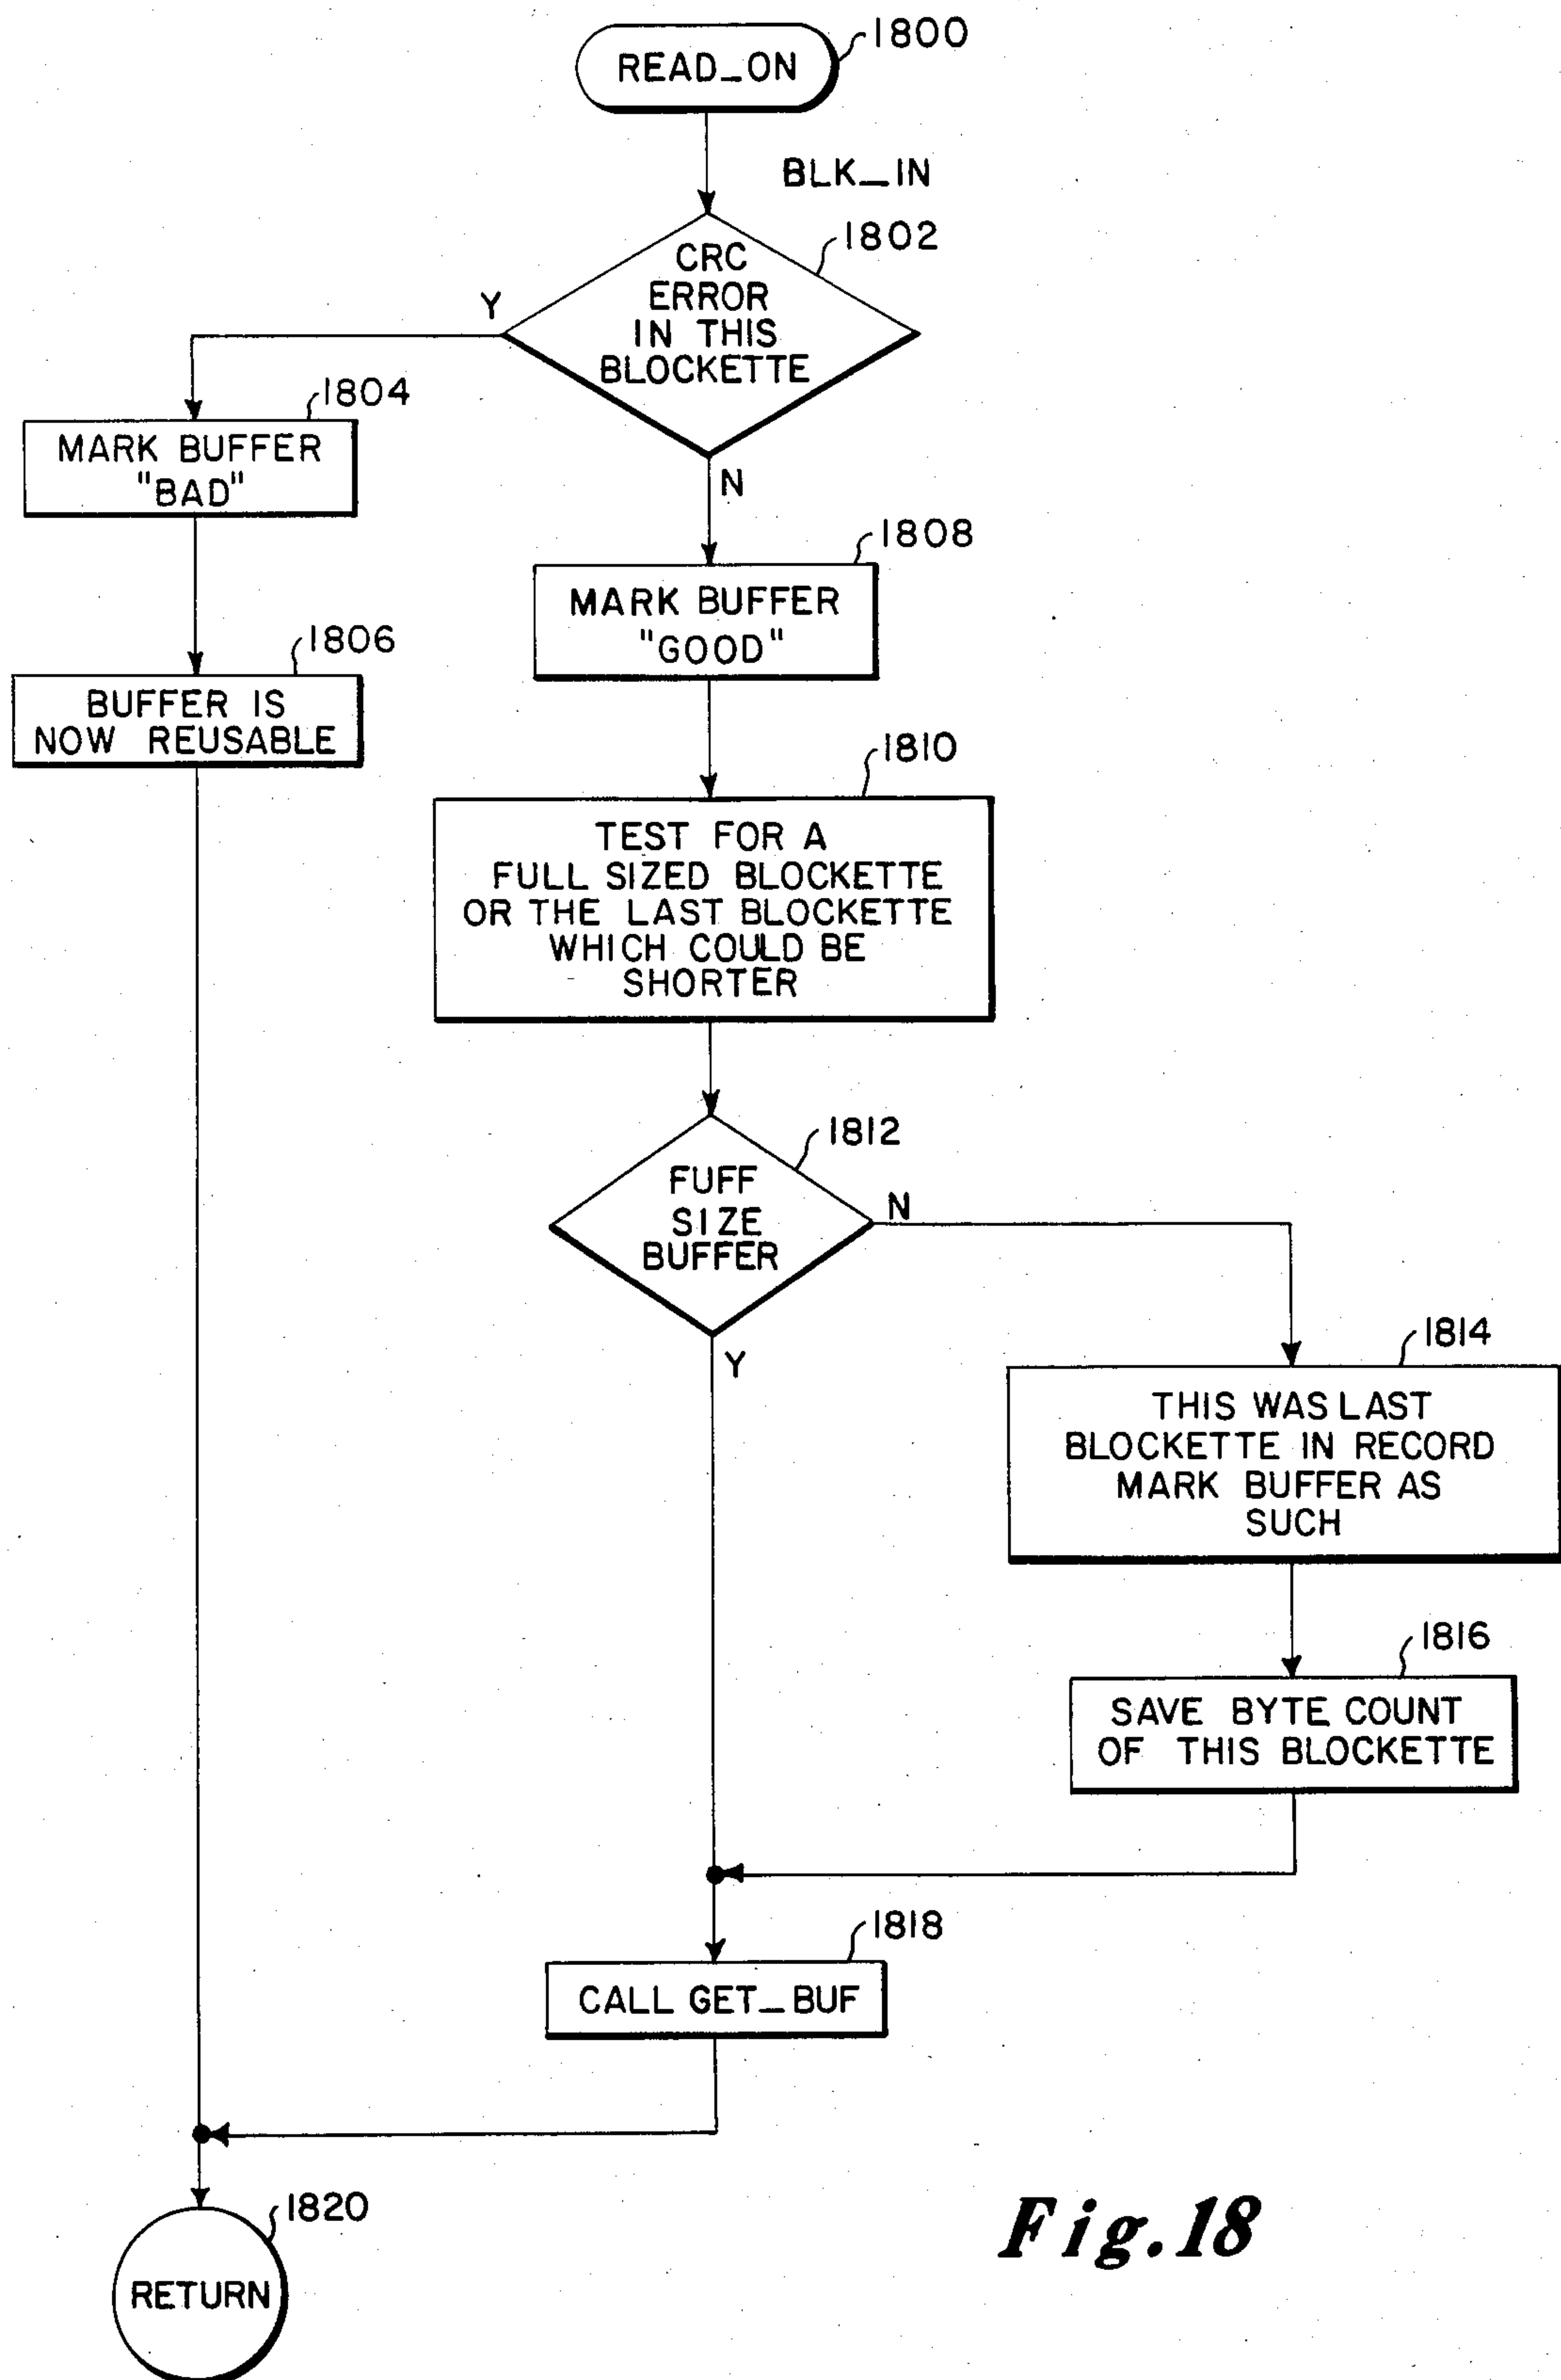 READ_ON
1800
BLK_IN
CRC
ERROR
IN THIS
BLOCKETTE
1802
Y
N
1804
MARK BUFFER
"BAD"
1806
BUFFER IS
NOW REUSABLE
1808
MARK BUFFER
"GOOD"
1810
TEST FOR A
FULL SIZED BLOCKETTE
OR THE LAST BLOCKETTE
WHICH COULD BE
SHORTER
1812
FUFF
SIZE
BUFFER
N
Y
1814
THIS WAS LAST
BLOCKETTE IN RECORD
MARK BUFFER AS
SUCH
1816
SAVE BYTE COUNT
OF THIS BLOCKETTE
1818
CALL GET_BUF
1820
RETURN
Fig.18